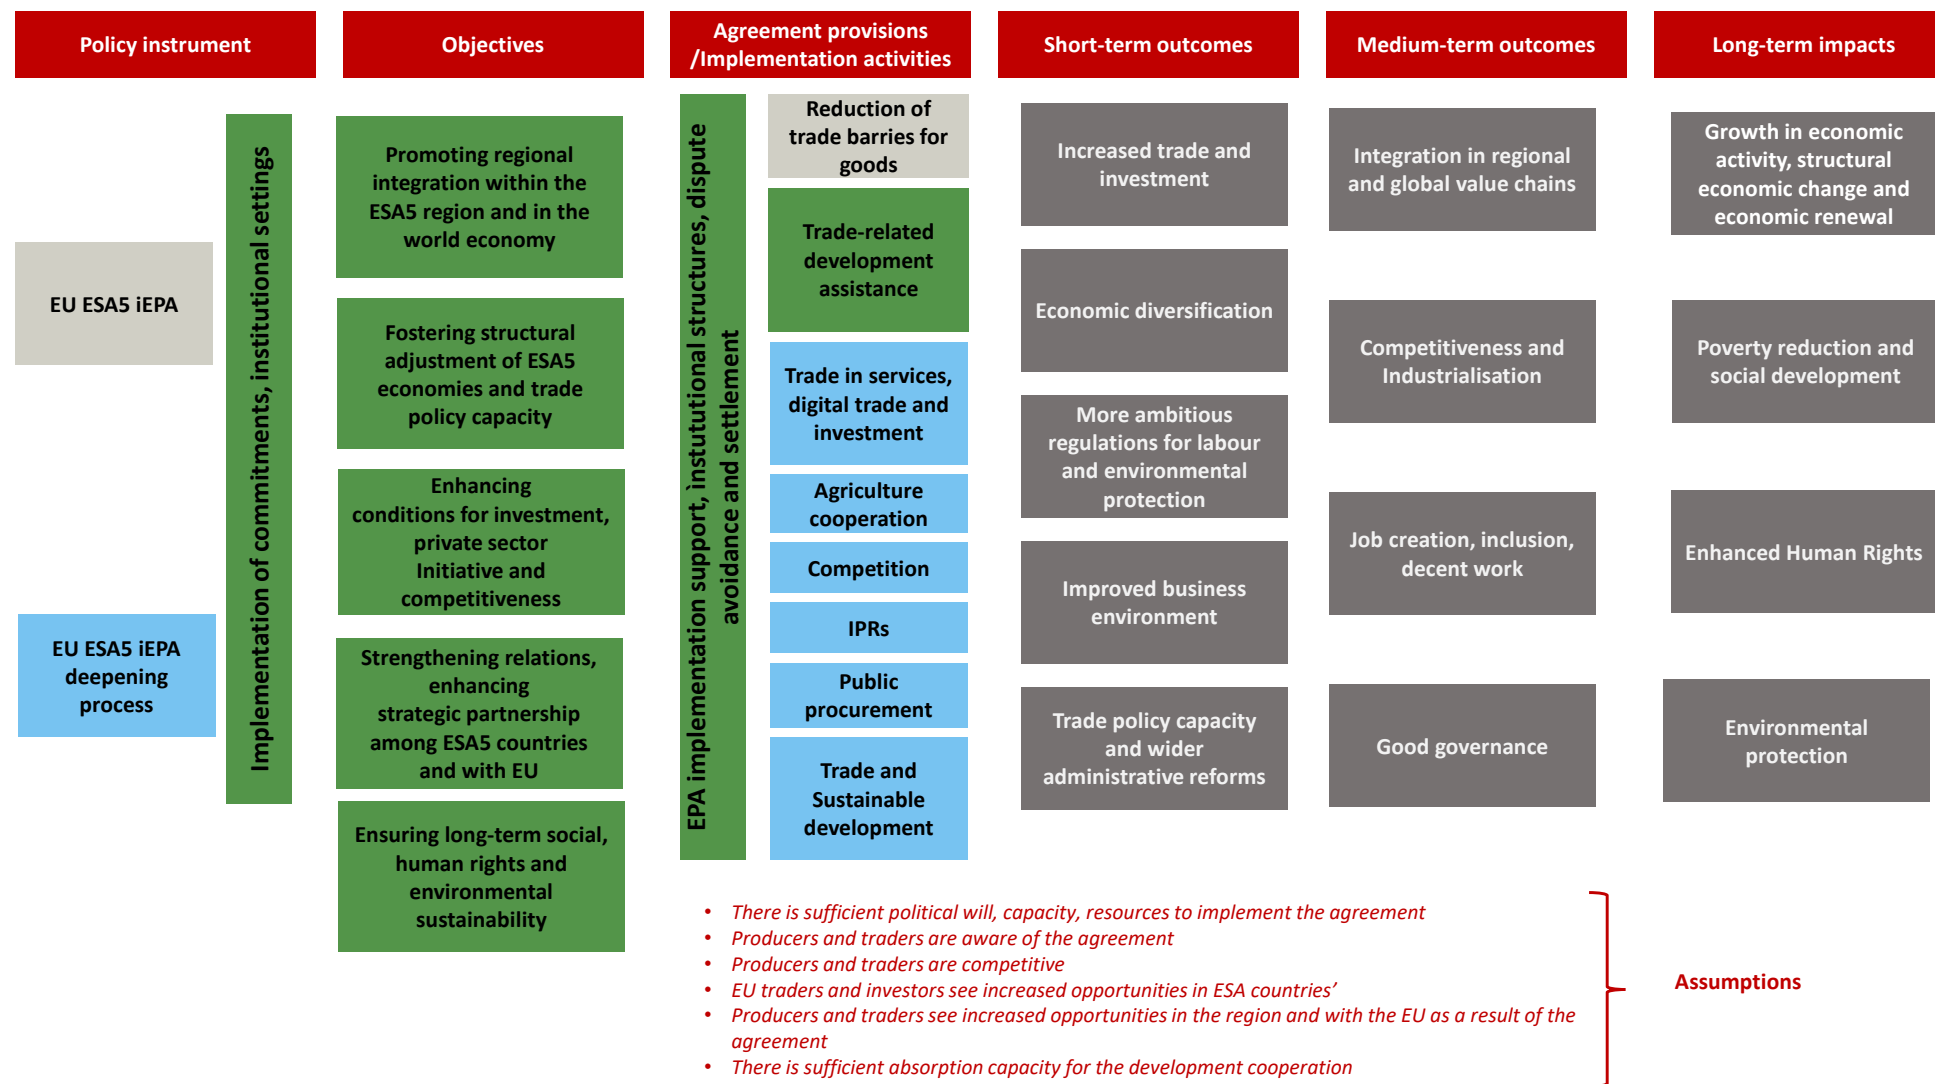 Policy instrument
Objectives
Agreement provisions
/Implementation activities
Short-term outcomes
Medium-term outcomes
Long-term impacts
EU ESA5 iEPA
EU ESA5 iEPA
deepening
process
Implementation of commitments, institutional settings
Promoting regional
integration within the
ESA5 region and in the
world economy
Fostering structural
adjustment of ESA5
economies and trade
policy capacity
Enhancing
conditions for investment,
private sector
Initiative and
competitiveness
Strengthening relations,
enhancing
strategic partnership
among ESA5 countries
and with EU
Ensuring long-term social,
human rights and
environmental
sustainability
EPA implementation support, ìnstutional structures, dispute
avoidance and settlement
Reduction of
trade barries for
goods
Trade-related
development
assistance
Trade in services,
digital trade and
investment
Agriculture
cooperation
Competition
IPRs
Public
procurement
Trade and
Sustainable
development
Increased trade and
investment
Economic diversification
More ambitious
regulations for labour
and environmental
protection
Improved business
environment
Trade policy capacity
and wider
administrative reforms
Integration in regional
and global value chains
Competitiveness and
Industrialisation
Job creation, inclusion,
decent work
Good governance
Growth in economic
activity, structural
economic change and
economic renewal
Poverty reduction and
social development
Enhanced Human Rights
Environmental
protection
• There is sufficient political will, capacity, resources to implement the agreement
• Producers and traders are aware of the agreement
• Producers and traders are competitive
• EU traders and investors see increased opportunities in ESA countries’
• Producers and traders see increased opportunities in the region and with the EU as a result of the
agreement
• There is sufficient absorption capacity for the development cooperation
Assumptions